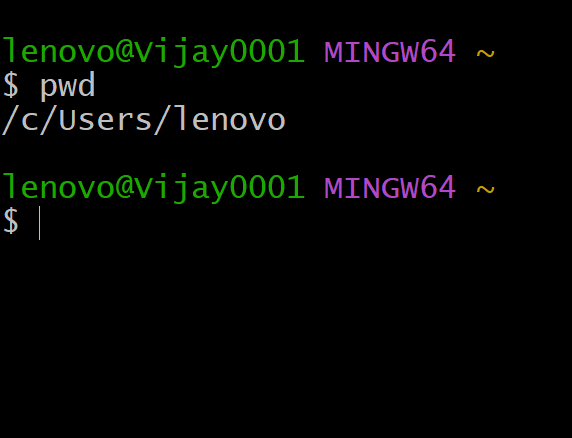 lenovo@Vijay0001 MINGW64 ~
$ pwd
/c/Users/lenovo
lenovo@Vijay0001 MINGW64 ~
$